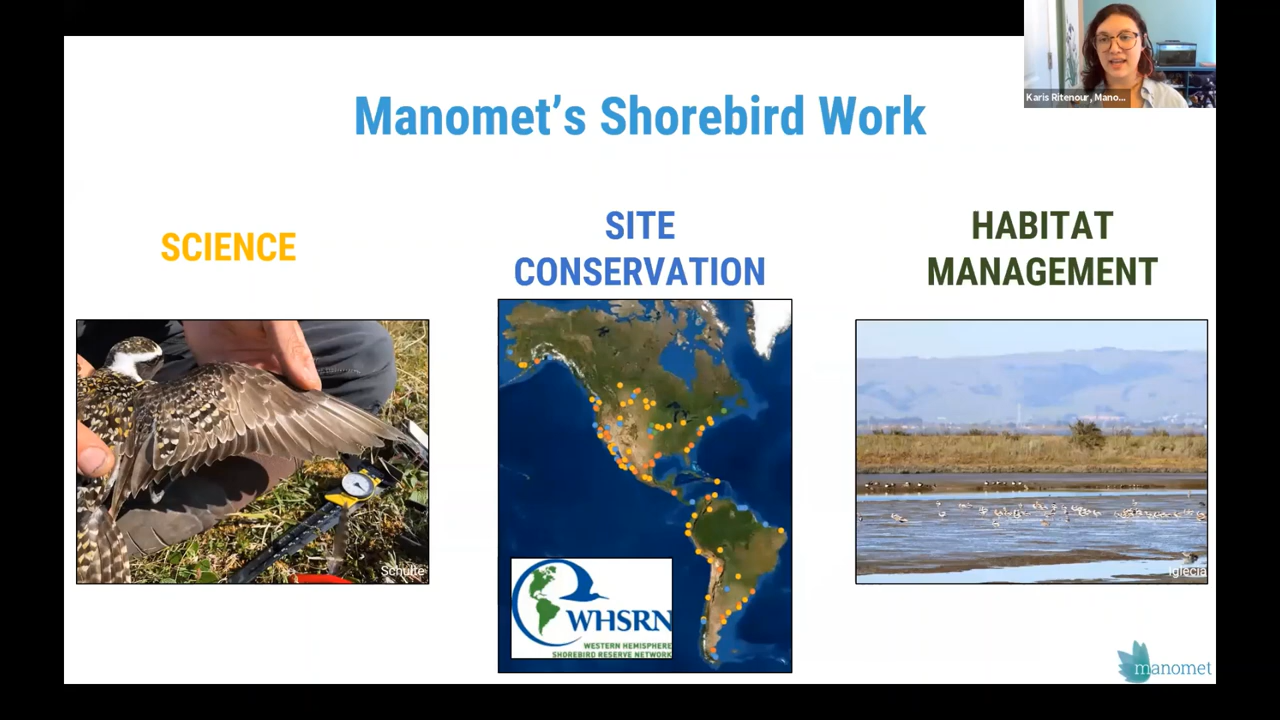 Karis Ritenour, Mano...
Manomet's Shorebird Work
SCIENCE
SITE
CONSERVATION
HABITAT
MANAGEMENT
Schulte
WHSRN
WESTERN HEMISPHERE
SHOREBIRD RESERVE NETWORK
Iglecia
manomet